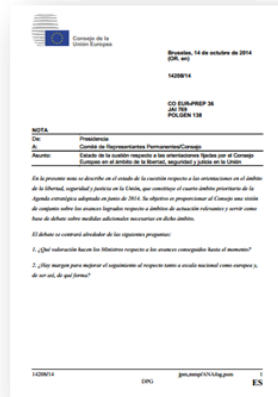 Consejo de la
Unión Europea
Bruselas, 14 de octubre de 2014
(OR. en)
14208/14
CO EUR-PREP 36
JAI 769
POLGEN 138
NOTA
De: Presidencia
A: Comité de Representantes Permanentes/Consejo
Asunto: Estado de la cuestión respecto a las orientaciones fijadas por el Consejo
Europeo en el ámbito de la libertad, seguridad y justicia en la Unión
En la presente nota se describe en el estado de la cuestión respecto a las orientaciones en el ámbito
de la libertad, seguridad y justicia en la Unión, que constituye el cuarto ámbito prioritario de la
Agenda estratégica adoptada en junio de 2014. Su objetivo es proporcionar al Consejo una visión
de conjunto sobre los avances logrados respecto a ámbitos de actuación relevantes y servir como
base de debate sobre medidas adicionales necesarias en dicho ámbito.
El debate se centrará alrededor de las siguientes preguntas:
1. ¿Qué valoración hacen los Ministros respecto a los avances conseguidos hasta el momento?
2. ¿Hay margen para mejorar el seguimiento al respecto tanto a escala nacional como europea y,
de ser así, de qué forma?
14208/14 1
DPG ES